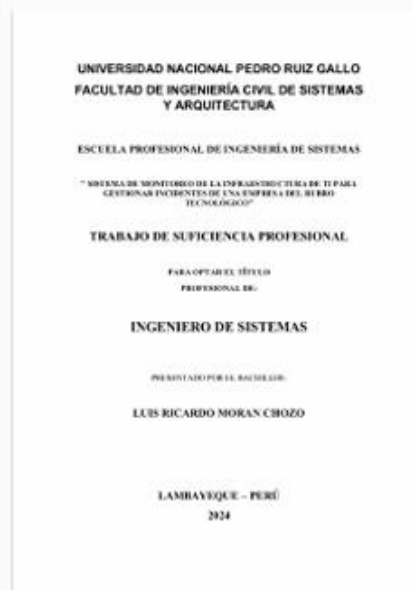 UNIVERSIDAD NACIONAL PEDRO RUIZ GALLO
FACULTAD DE INGENIERÍA CIVIL DE SISTEMAS
Y ARQUITECTURA
ESCUELA PROFESIONAL DE INGENIERÍA DE SISTEMAS
" SISTEMA DE MONITOREO DE LA INFRAESTRUCTURA DE TI PARA
GESTIONAR INCIDENTES DE UNA EMPRESA DEL RUBRO
TECNOLÓGICO"
TRABAJO DE SUFICIENCIA PROFESIONAL
PARA OPTAR EL TÍTULO
PROFESIONAL DE:
INGENIERO DE SISTEMAS
PRESENTADO POR EL BACHILLER:
LUIS RICARDO MORAN CHOZO
LAMBAYEQUE – PERÚ
2024